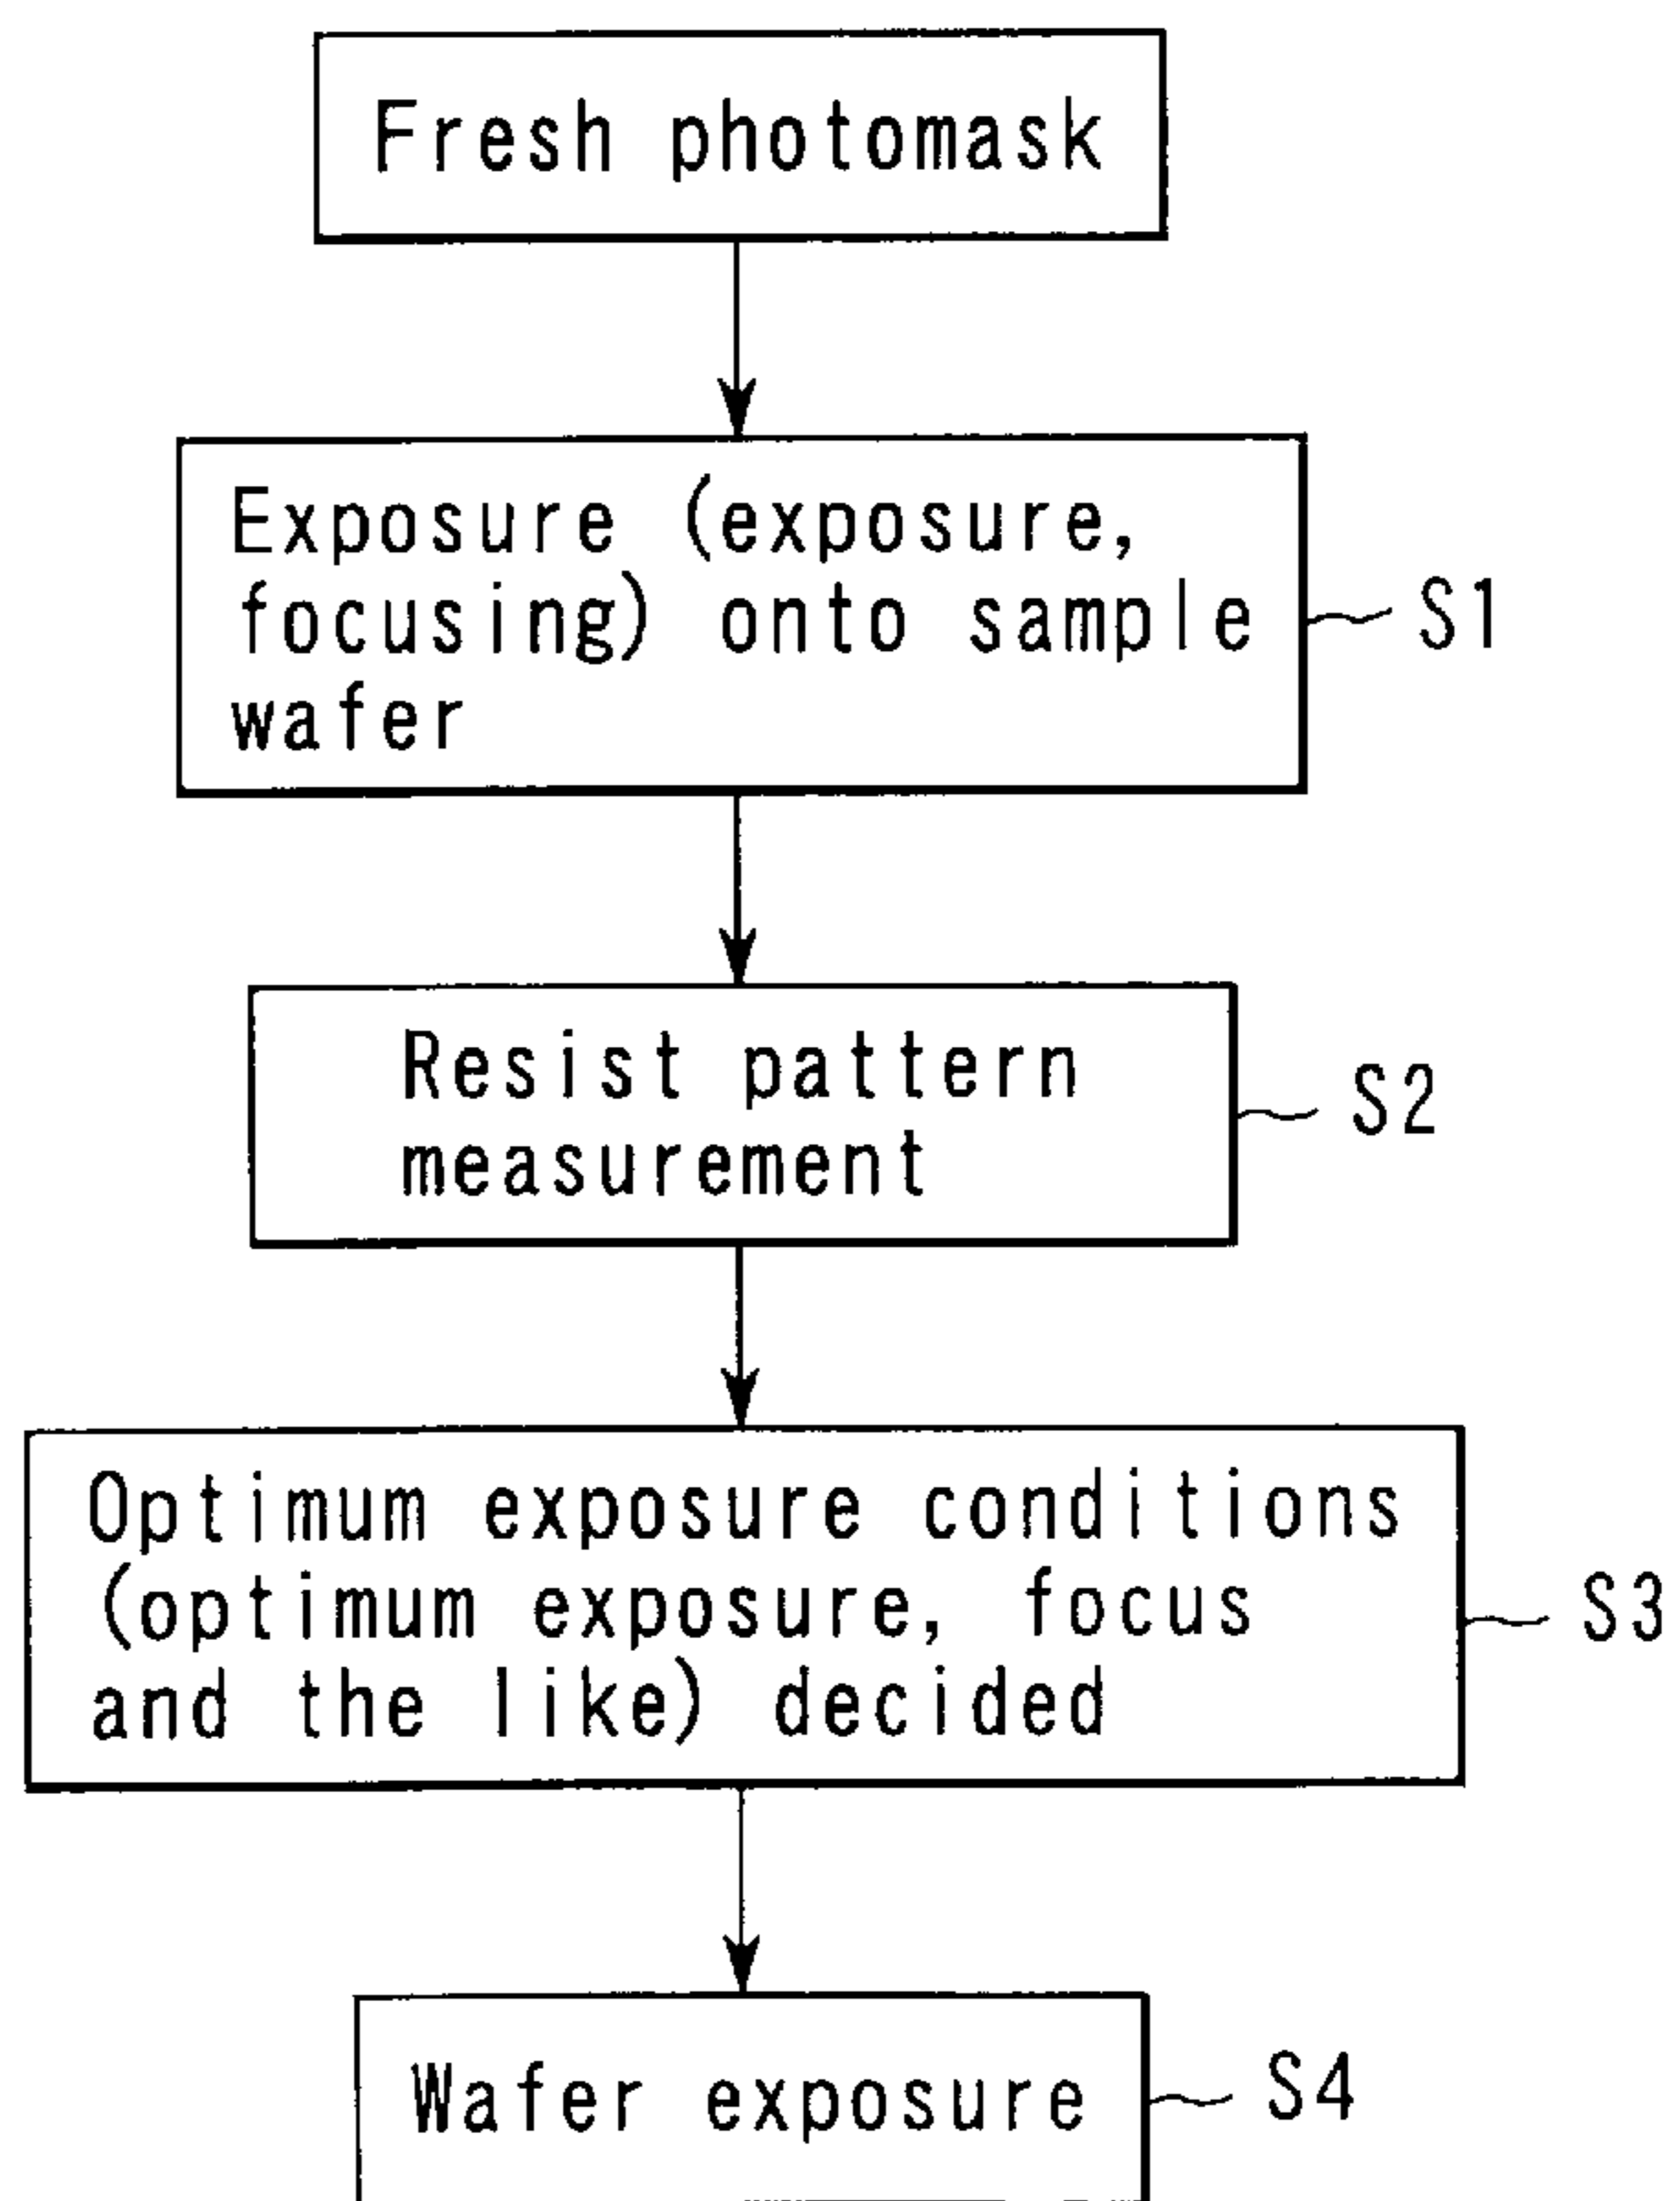 Fresh photomask
Exposure (exposure,
focusing) onto sample
wafer
S1
Resist pattern
measurement
S2
Optimum exposure conditions
(optimum exposure, focus
and the like) decided
S3
Wafer exposure
S4